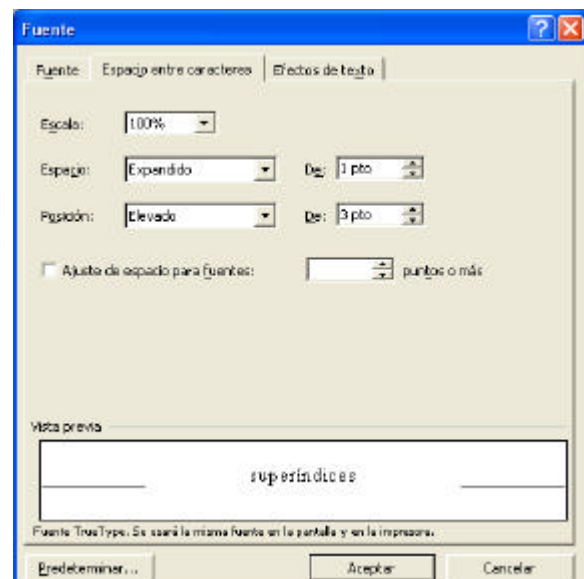 Fuente
Fuente Espacio entre caracteres Efectos de texto
Escala: 100%
Espacio: Expandido De: 1 pto
Posición: Elevado De: 3 pto
Ajuste de espacio para fuentes: puntos o más
Vista previa
superíndices
Fuente TrueType. Se usará la misma fuente en la pantalla y en la impresora.
Predeterminar... Aceptar Cancelar